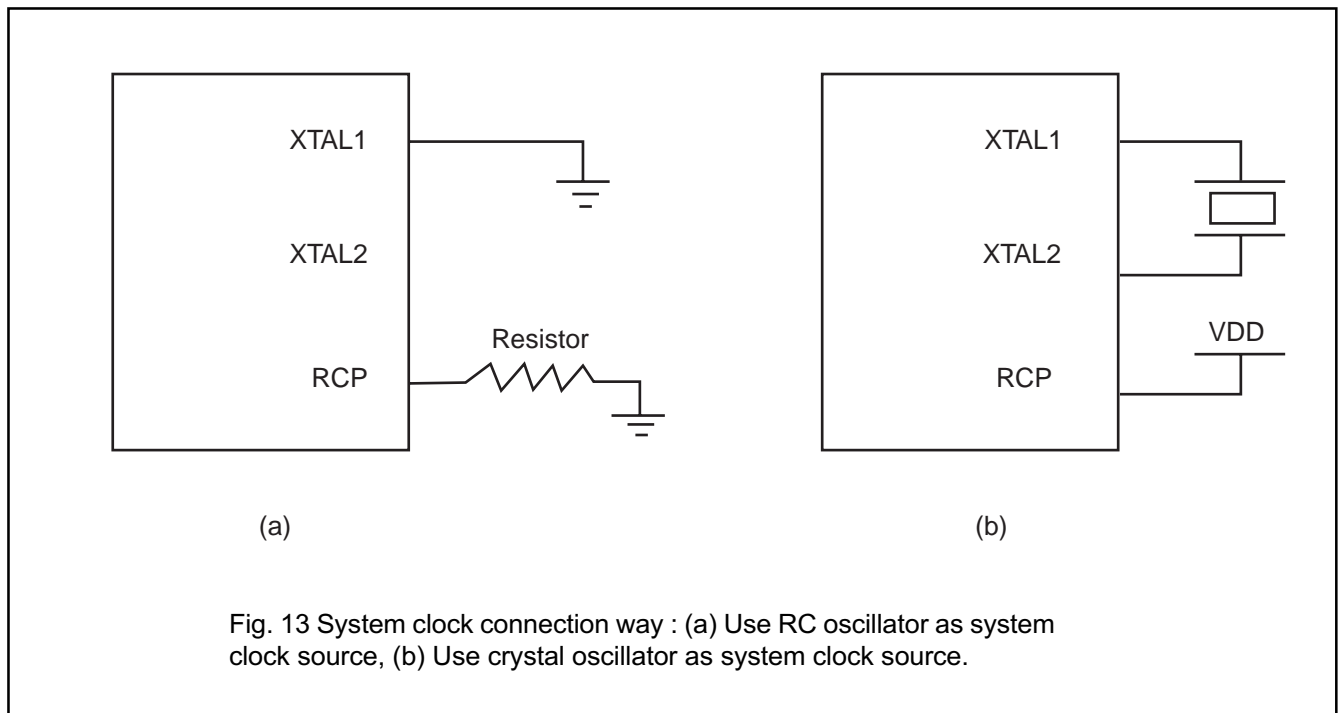 XTAL1
XTAL2
Resistor
RCP
(a)
XTAL1
XTAL2
VDD
RCP
(b)
Fig. 13 System clock connection way : (a) Use RC oscillator as system
clock source, (b) Use crystal oscillator as system clock source.